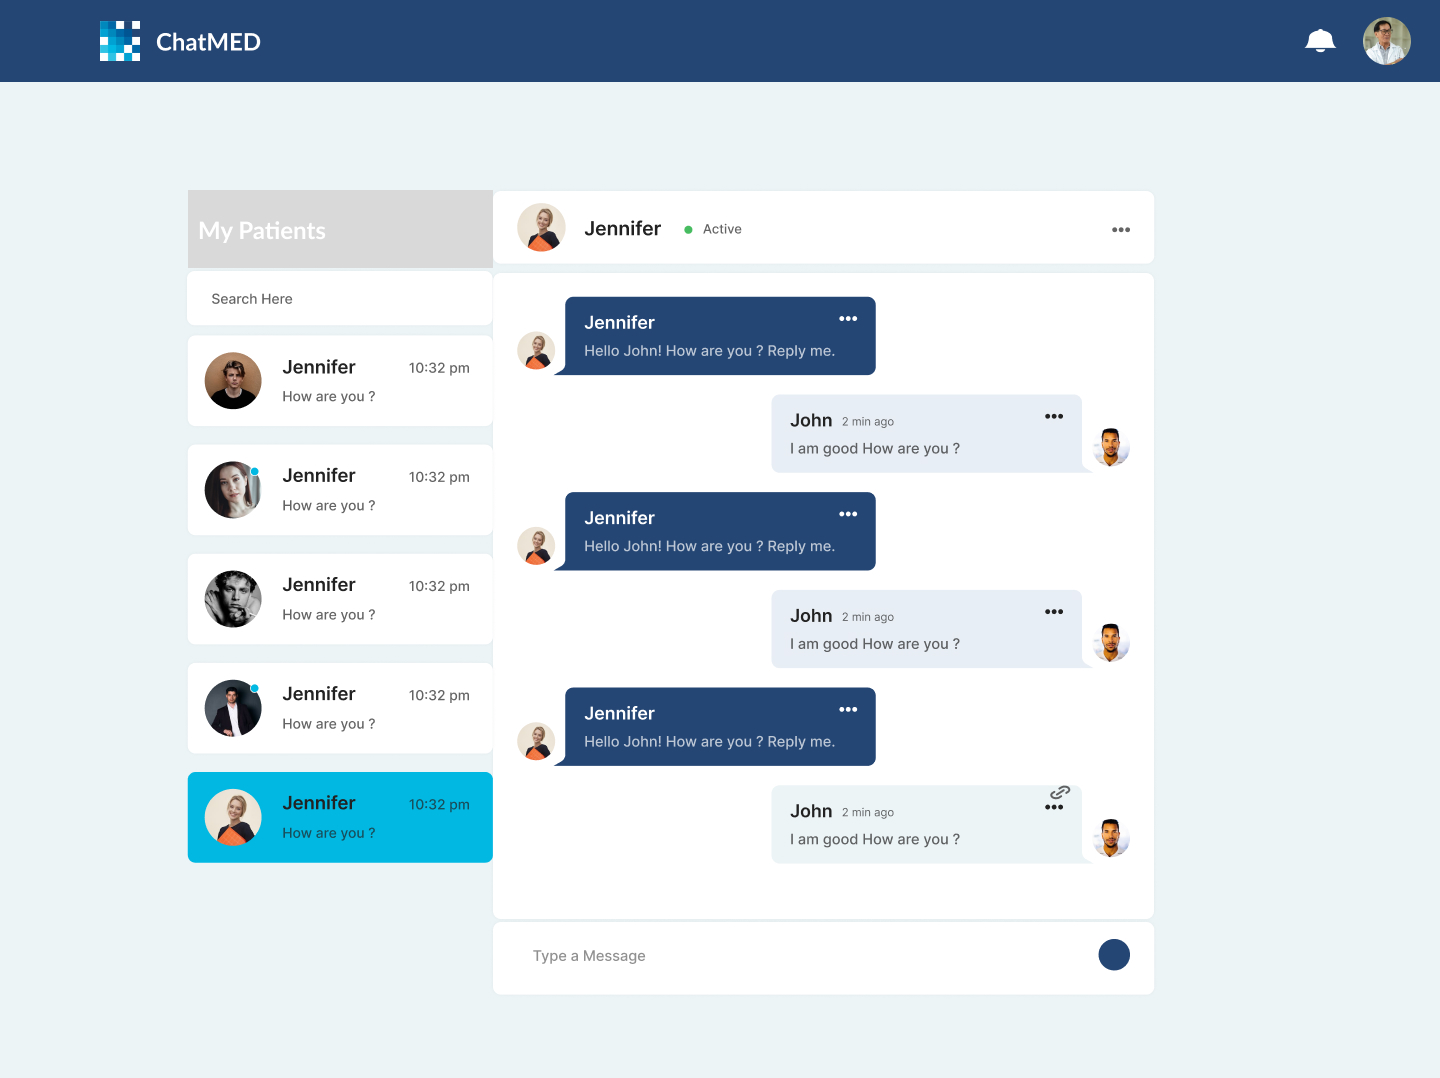 ChatMED
My Patients
Search Here
Jennifer 10:32 pm
How are you ?
Jennifer 10:32 pm
How are you ?
Jennifer 10:32 pm
How are you ?
Jennifer 10:32 pm
How are you ?
Jennifer 10:32 pm
How are you ?
Jennifer Active
Jennifer
Hello John! How are you ? Reply me.
John 2 min ago
I am good How are you ?
Jennifer
Hello John! How are you ? Reply me.
John 2 min ago
I am good How are you ?
Jennifer
Hello John! How are you ? Reply me.
John 2 min ago
I am good How are you ?
Type a Message